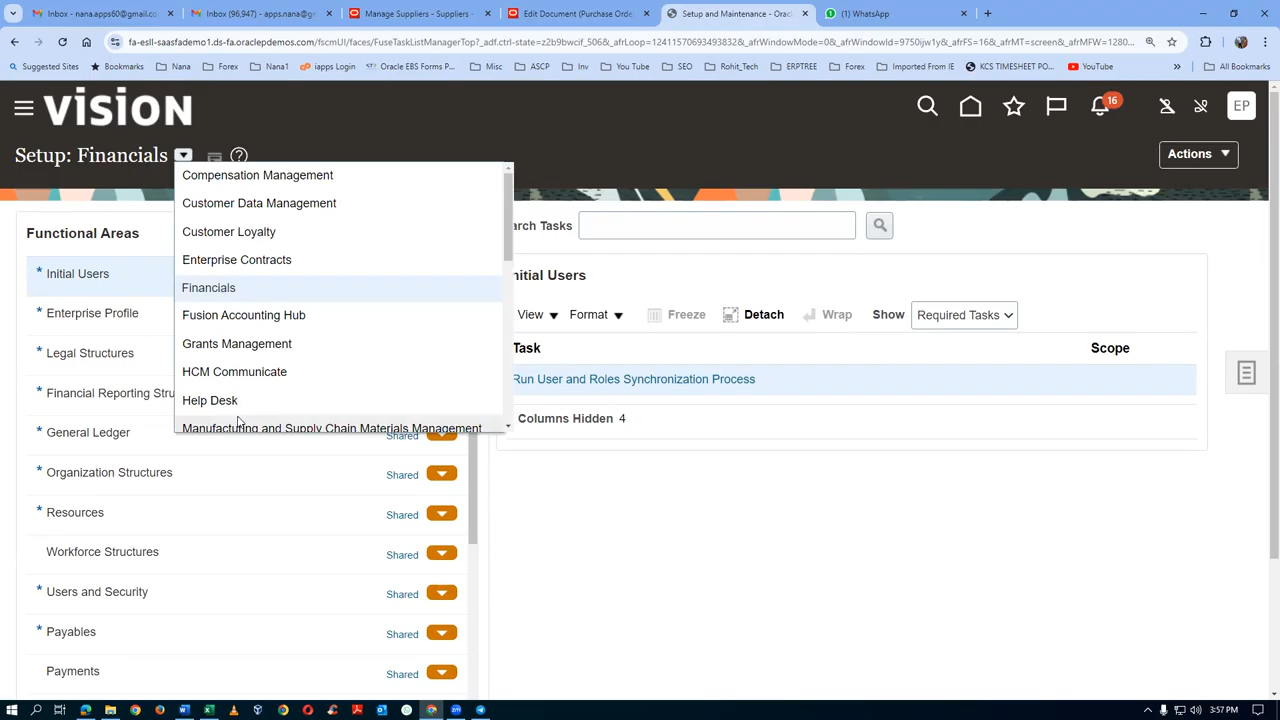 Inbox - nana.apps60@gmail.co
Inbox (96,947) - apps.nana@g
Manage Suppliers - Suppliers -
Edit Document (Purchase Orde
Setup and Maintenance - Orac
(1) WhatsApp
fa-esll-saasfademo1.ds-fa.oraclepdemos.com/fscmUI/faces/FuseTaskListManagerTop?_adf.ctrl-state=z2b9bwcif_506&_afrLoop=12411570693493832&_afrWindowMode=0&_afrWindowId=9750ijw1y&_afrFS=16&_afrMT=screen&_afrMFW=1280...
Suggested Sites
Bookmarks
Nana
Forex
Nana1
iapps Login
Oracle EBS Forms P...
Misc
ASCP
Inv
You Tube
SEO
Rohit_Tech
ERPTREE
Forex
Imported From IE
KCS TIMESHEET PO...
YouTube
»
All Bookmarks
vision
16
EP
Setup: Financials
Actions
Compensation Management
Customer Data Management
Customer Loyalty
Enterprise Contracts
Financials
Fusion Accounting Hub
Grants Management
HCM Communicate
Help Desk
Manufacturing and Supply Chain Materials Management
Functional Areas
* Initial Users
* Enterprise Profile
* Legal Structures
* Financial Reporting Stru
* General Ledger Shared
* Organization Structures Shared
* Resources Shared
Workforce Structures Shared
* Users and Security Shared
* Payables Shared
Payments Shared
arch Tasks
nitial Users
View
Format
Freeze
Detach
Wrap
Show
Required Tasks
Task Scope
Run User and Roles Synchronization Process
Columns Hidden 4
3:57 PM